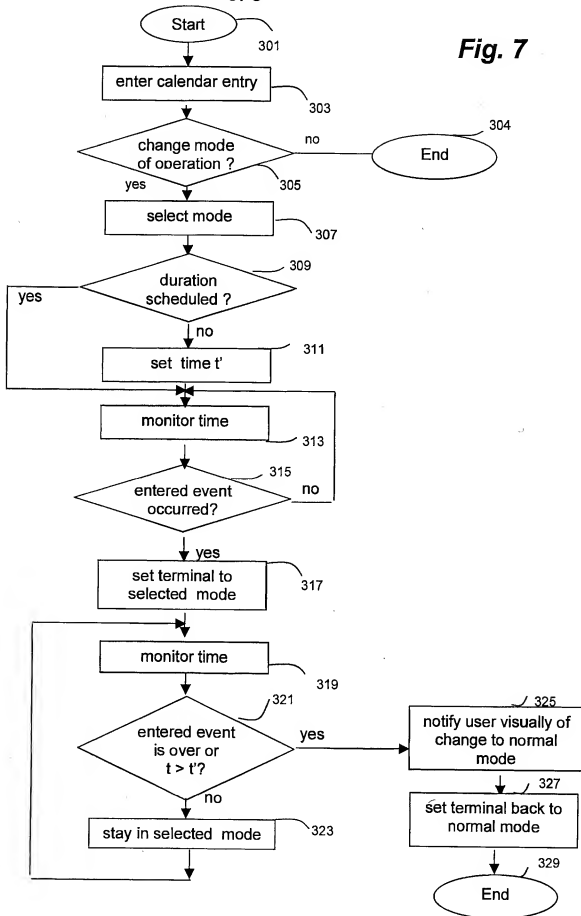 Fig. 7
Start
301
enter calendar entry
303
change mode
of operation ?
305
no
304
End
yes
select mode
307
309
duration
scheduled ?
yes
no
311
set time t'
monitor time
313
315
entered event
occurred?
no
yes
set terminal to
selected mode
317
monitor time
319
321
entered event
is over or
t > t'?
yes
no
stay in selected mode
323
325
notify user visually of
change to normal
mode
327
set terminal back to
normal mode
329
End